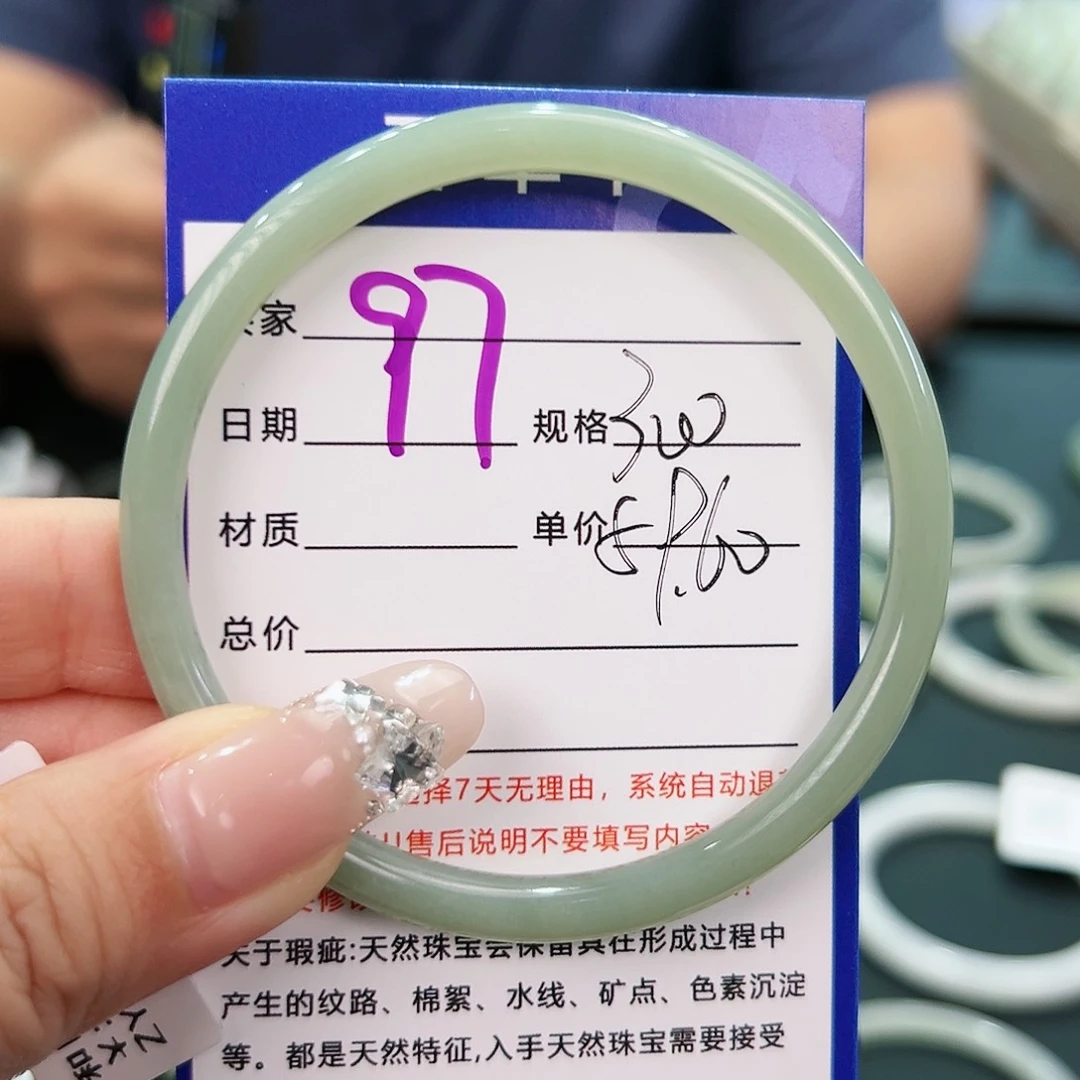 家 97
日期 规格 300
材质 单价 59.60
总价
择7天无理由，系统自动退
售后说明不要填写内容
关于瑕疵:天然珠宝会保留其在形成过程中
产生的纹路、棉絮、水线、矿点、色素沉淀
等。都是天然特征,入手天然珠宝需要接受